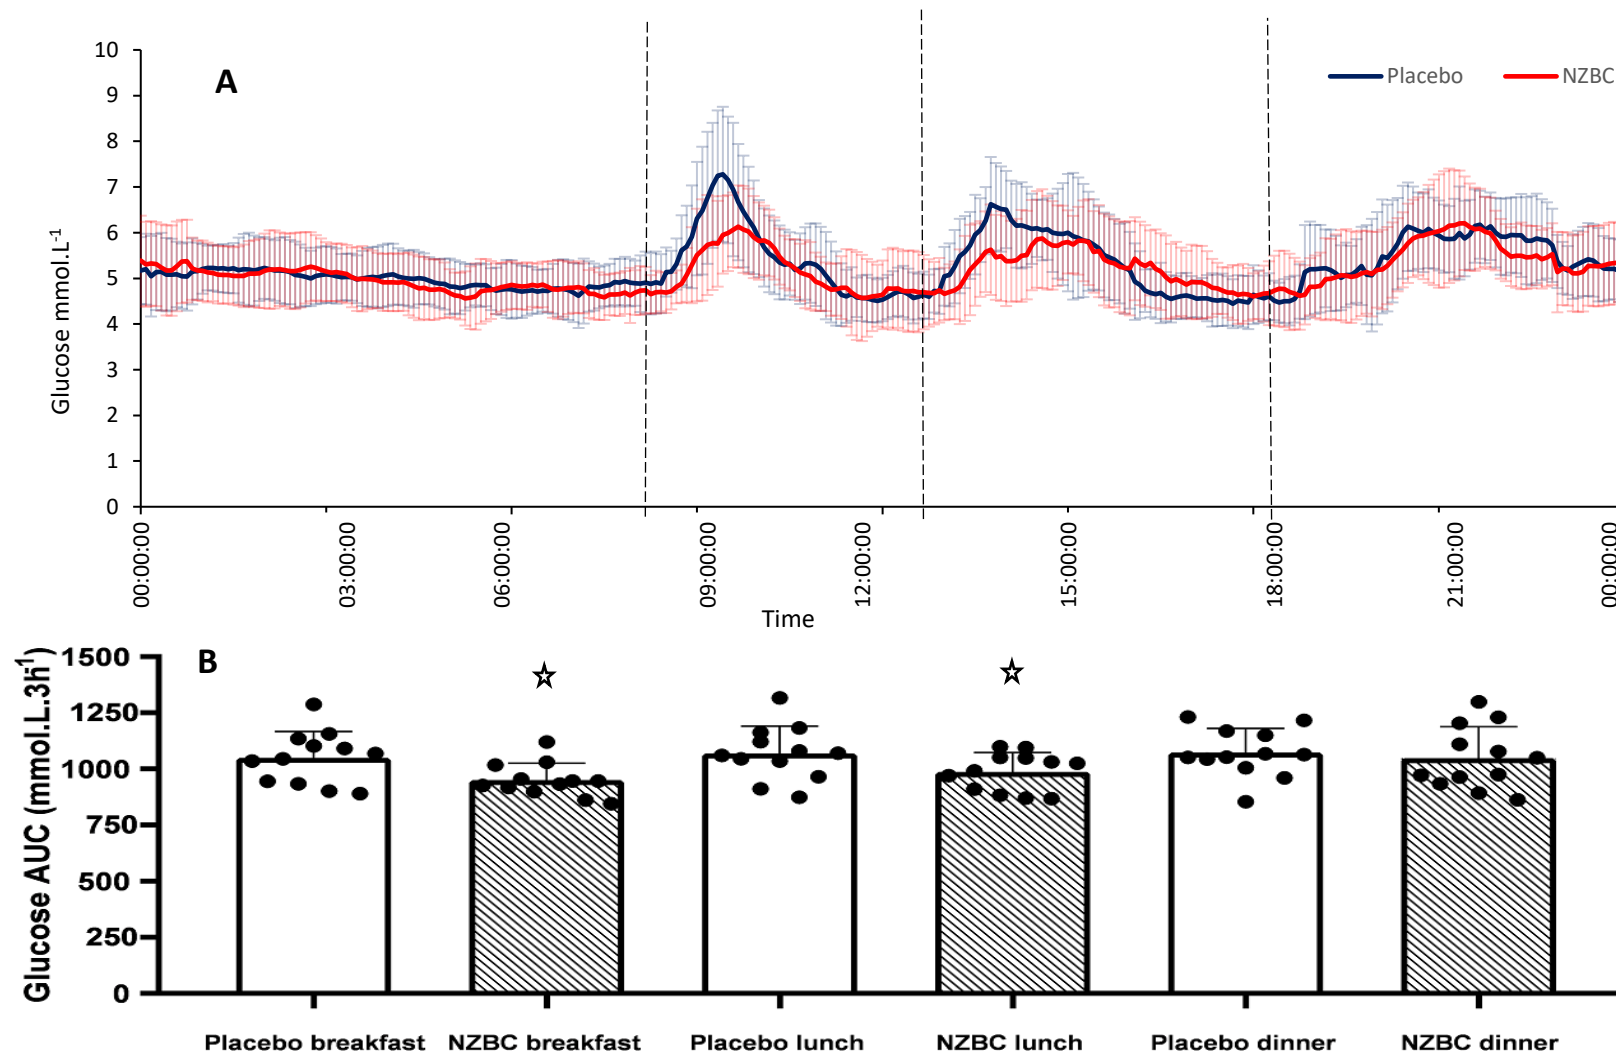 A
Placebo NZBC
10
9
8
7
6
5
4
3
2
1
0
Glucose mmol.L⁻¹
00:00:00 03:00:00 06:00:00 09:00:00 12:00:00 15:00:00 18:00:00 21:00:00 00:00:00
Time
B
☆ ☆
1500
1250
1000
750
500
250
0
Glucose AUC (mmol.L.3h⁻¹)
Placebo breakfast NZBC breakfast Placebo lunch NZBC lunch Placebo dinner NZBC dinner